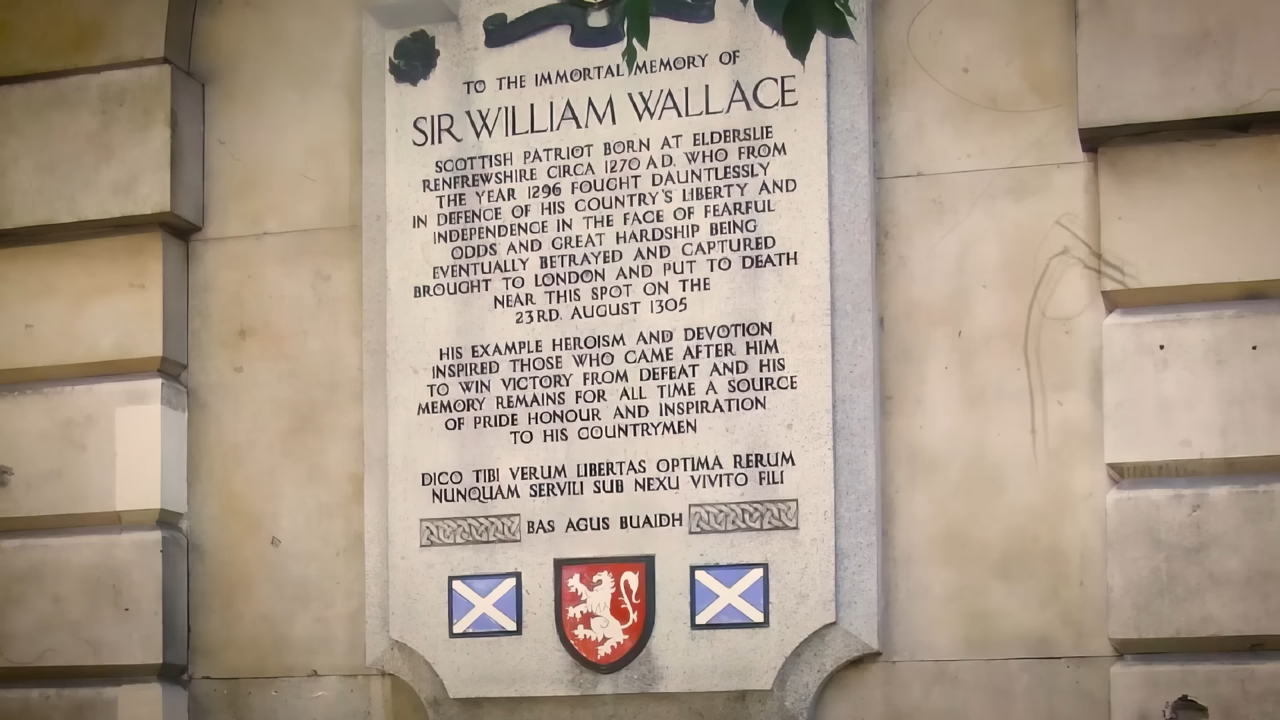 TO THE IMMORTAL MEMORY OF
SIR WILLIAM WALLACE
SCOTTISH PATRIOT BORN AT ELDERSLIE
RENFREWSHIRE CIRCA 1270 A.D. WHO FROM
THE YEAR 1296 FOUGHT DAUNTLESSLY
IN DEFENCE OF HIS COUNTRY'S LIBERTY AND
INDEPENDENCE IN THE FACE OF FEARFUL
ODDS AND GREAT HARDSHIP BEING
EVENTUALLY BETRAYED AND CAPTURED
BROUGHT TO LONDON AND PUT TO DEATH
NEAR THIS SPOT ON THE
23RD. AUGUST 1305
HIS EXAMPLE HEROISM AND DEVOTION
INSPIRED THOSE WHO CAME AFTER HIM
TO WIN VICTORY FROM DEFEAT AND HIS
MEMORY REMAINS FOR ALL TIME A SOURCE
OF PRIDE HONOUR AND INSPIRATION
TO HIS COUNTRYMEN
DICO TIBI VERUM LIBERTAS OPTIMA RERUM
NUNQUAM SERVILI SUB NEXU VIVITO FILI
BAS AGUS BUAIDH